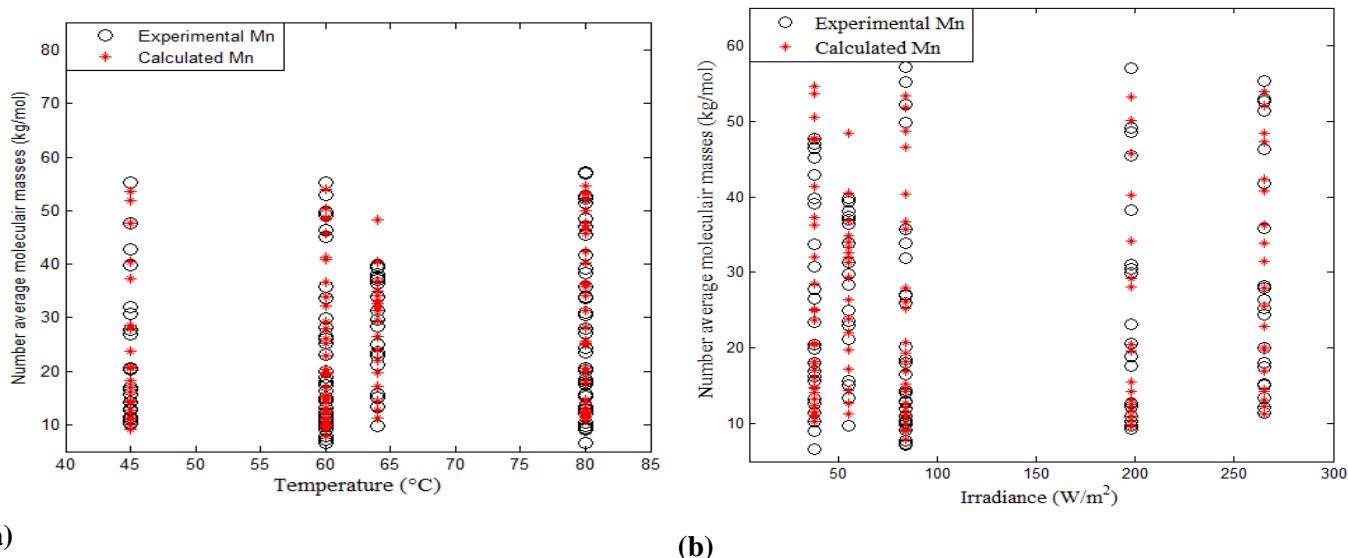 Experimental Mn
Calculated Mn
Number average moleculair masses (kg/mol)
80
70
60
50
40
30
20
10
40 45 50 55 60 65 70 75 80 85
Temperature (°C)
a)
Experimental Mn
Calculated Mn
Number average moleculair masses (kg/mol)
60
50
40
30
20
10
50 100 150 200 250 300
Irradiance (W/m²)
(b)